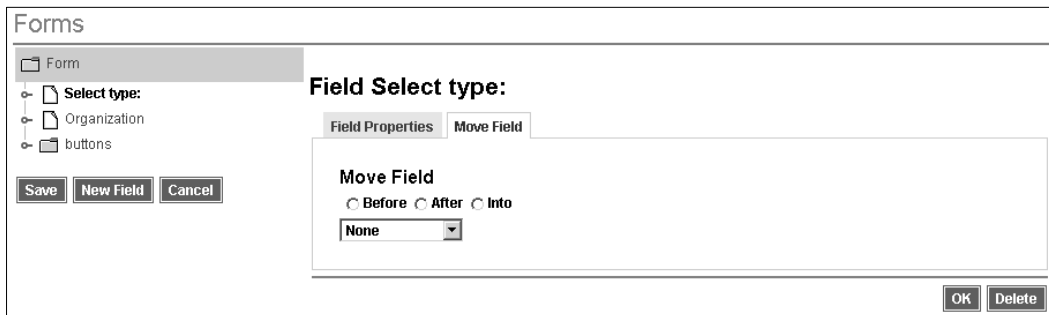 Forms
Form
Select type:
Organization
buttons
Save New Field Cancel
Field Select type:
Field Properties Move Field
Move Field
Before After Into
None
OK Delete